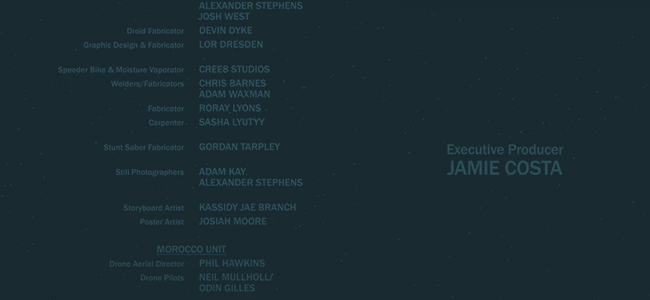 ALEXANDER STEPHENS
JOSH WEST
Droid Fabricator DEVIN DYKE
Graphic Design & Fabricator LOR DRESDEN
Speeder Bike & Moisture Vaporator CREE8 STUDIOS
Welders/Fabricators CHRIS BARNES
ADAM WAXMAN
Fabricator RORAY LYONS
Carpenter SASHA LYUTYY
Stunt Saber Fabricator GORDAN TARPLEY
Still Photographers ADAM KAY
ALEXANDER STEPHENS
Storyboard Artist KASSIDY JAE BRANCH
Poster Artist JOSIAH MOORE
MOROCCO UNIT
Drone Aerial Director PHIL HAWKINS
Drone Pilots NEIL MULLHOLL/
ODIN GILLES
Executive Producer
JAMIE COSTA